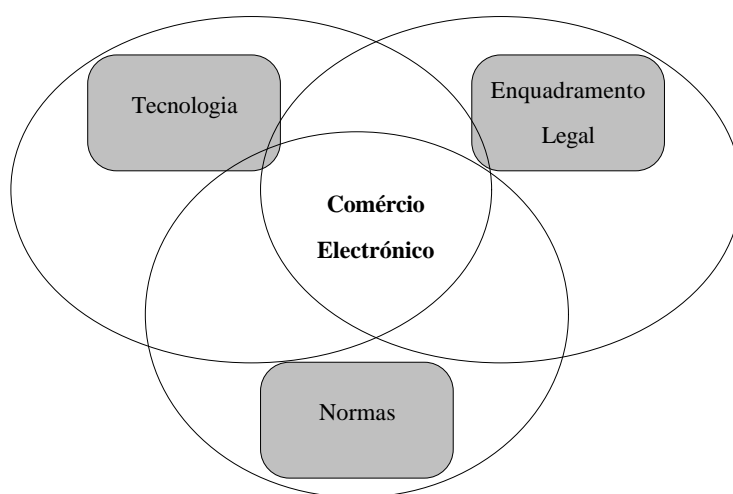 Tecnologia
Enquadramento
Legal
Comércio
Electrónico
Normas